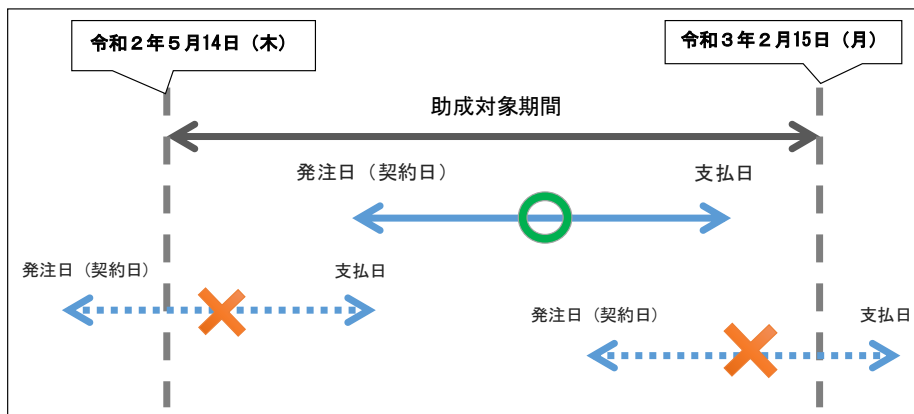 令和２年５月14日（木）
令和３年２月15日（月）
助成対象期間
発注日（契約日）
支払日
発注日（契約日）
支払日
発注日（契約日）
支払日